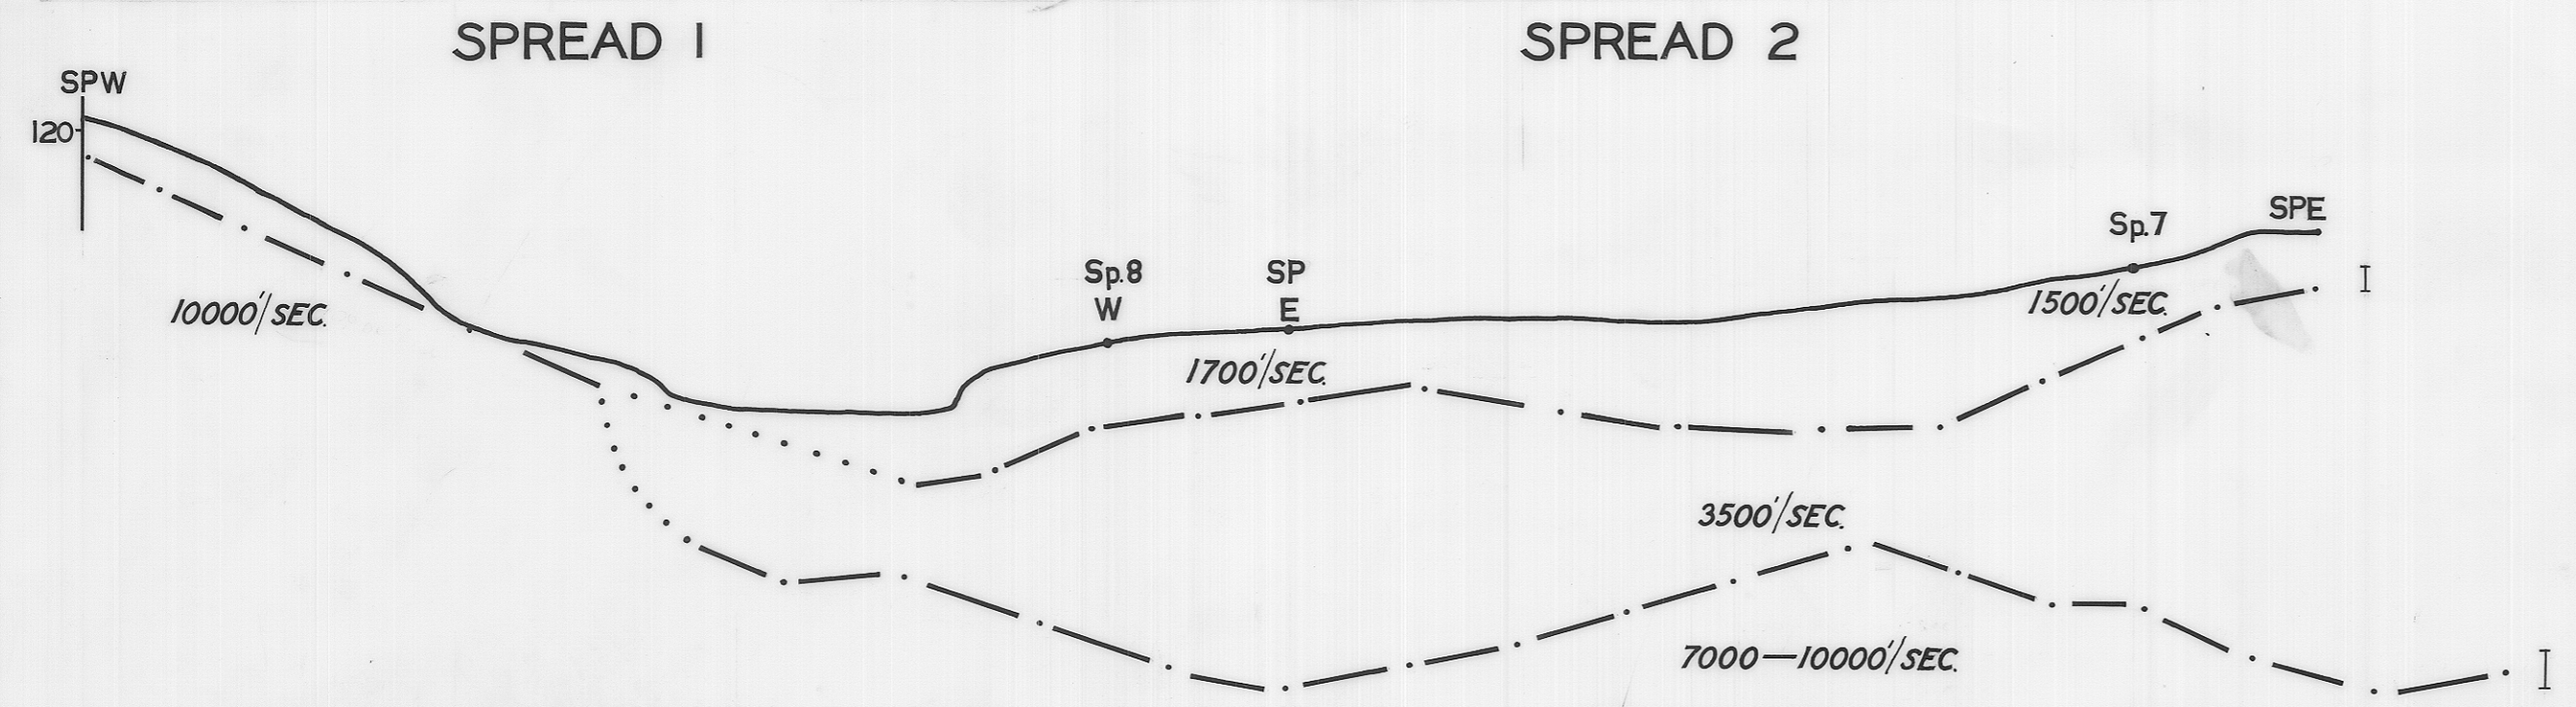 SPREAD 1
SPREAD 2
SPW
120
10000'/SEC.
Sp.8
W
SP
E
1700'/SEC.
Sp.7
SPE
1500'/SEC.
I
3500'/SEC.
7000—10000'/SEC.
I